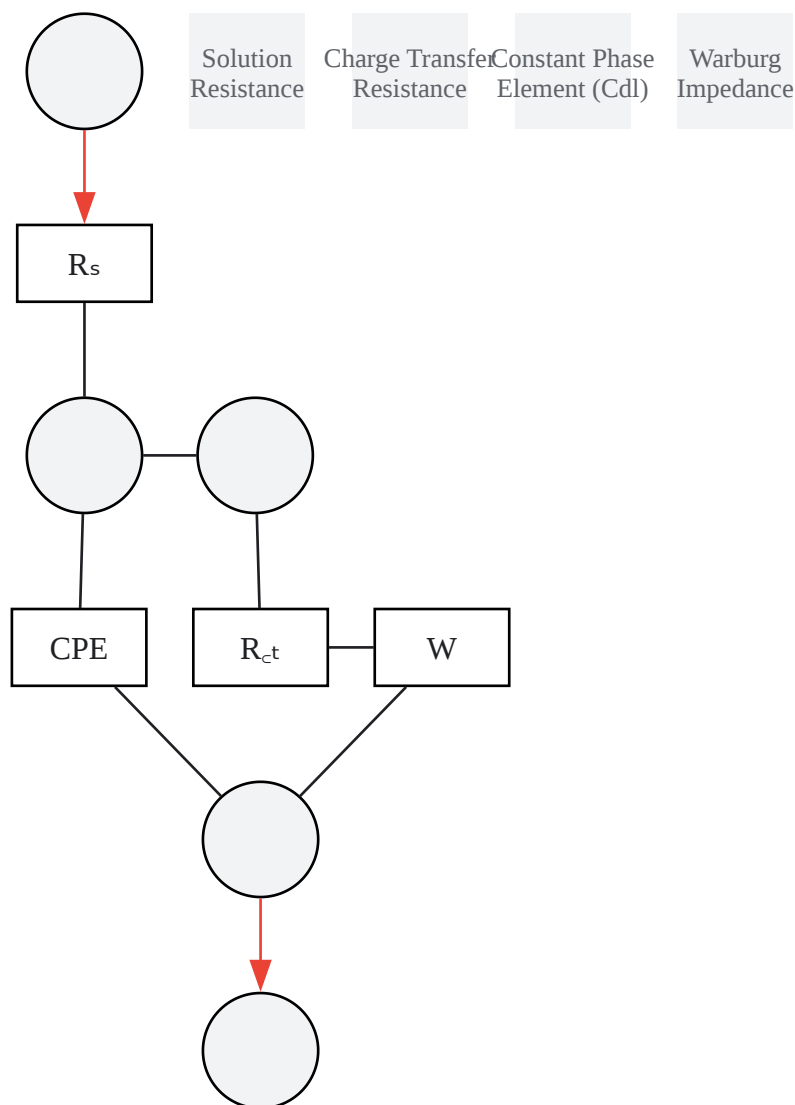 Solution
Resistance
Charge Transfer
Resistance
Constant Phase
Element (Cdl)
Warburg
Impedance
Rₛ
CPE
R꜀ₜ
W